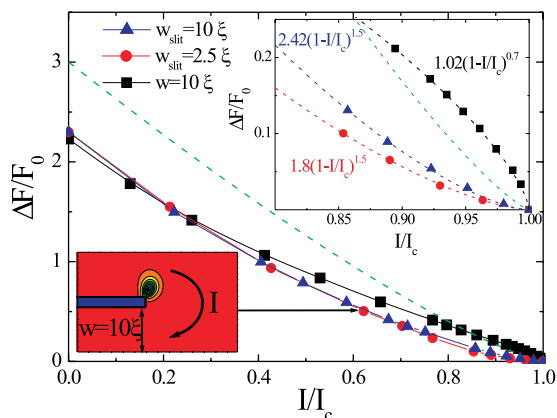 w_slit=10 ξ
w_slit=2.5 ξ
w=10 ξ
ΔF/F_0
3
2
1
0
0.0
0.2
0.4
0.6
0.8
1.0
I/I_c
2.42(1-I/I_c)^1.5
1.02(1-I/I_c)^0.7
1.8(1-I/I_c)^1.5
ΔF/F_0
0.2
0.1
0.85
0.90
0.95
1.00
I/I_c
w=10ξ
I